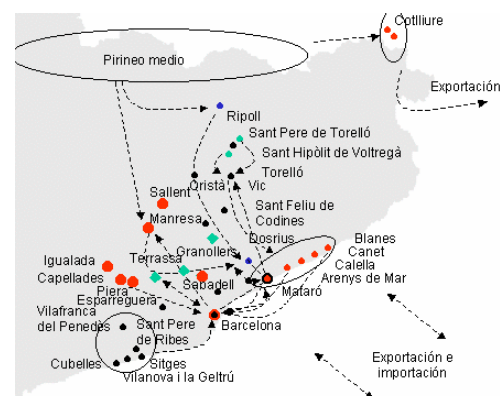 Cotlliure
Pirineo medio
Exportación
Ripoll
Sant Pere de Torelló
Sant Hipòlit de Voltregà
Torelló
Oristà
Vic
Sallent
Sant Feliu de
Codines
Manresa
Dosrius
Granollers
Blanes
Canet
Calella
Arenys de Mar
Igualada
Terrassa
Capellades
Sabadell
Piera
Mataró
Esparreguera
Vilafranca
del Penedès
Sant Pere
de Ribes
Barcelona
Exportación e
importación
Cubelles
Sitges
Vilanova i la Geltrú